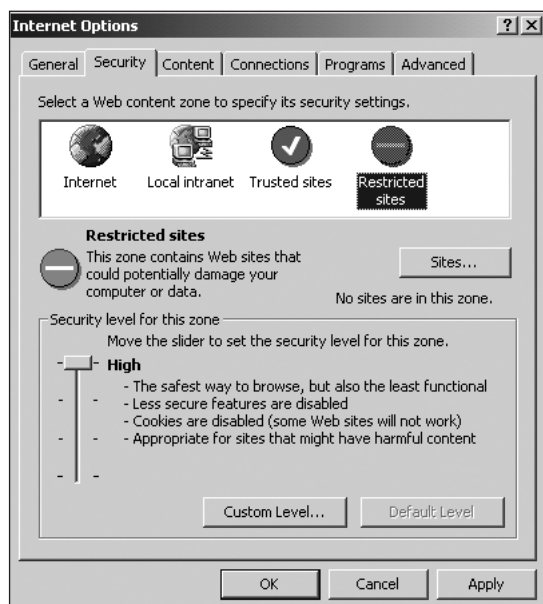 Internet Options
General Security Content Connections Programs Advanced
Select a Web content zone to specify its security settings.
Internet Local intranet Trusted sites Restricted
sites
Restricted sites
This zone contains Web sites that
could potentially damage your
computer or data.
Sites...
No sites are in this zone.
Security level for this zone
Move the slider to set the security level for this zone.
High
- The safest way to browse, but also the least functional
- Less secure features are disabled
- Cookies are disabled (some Web sites will not work)
- Appropriate for sites that might have harmful content
Custom Level... Default Level
OK Cancel Apply